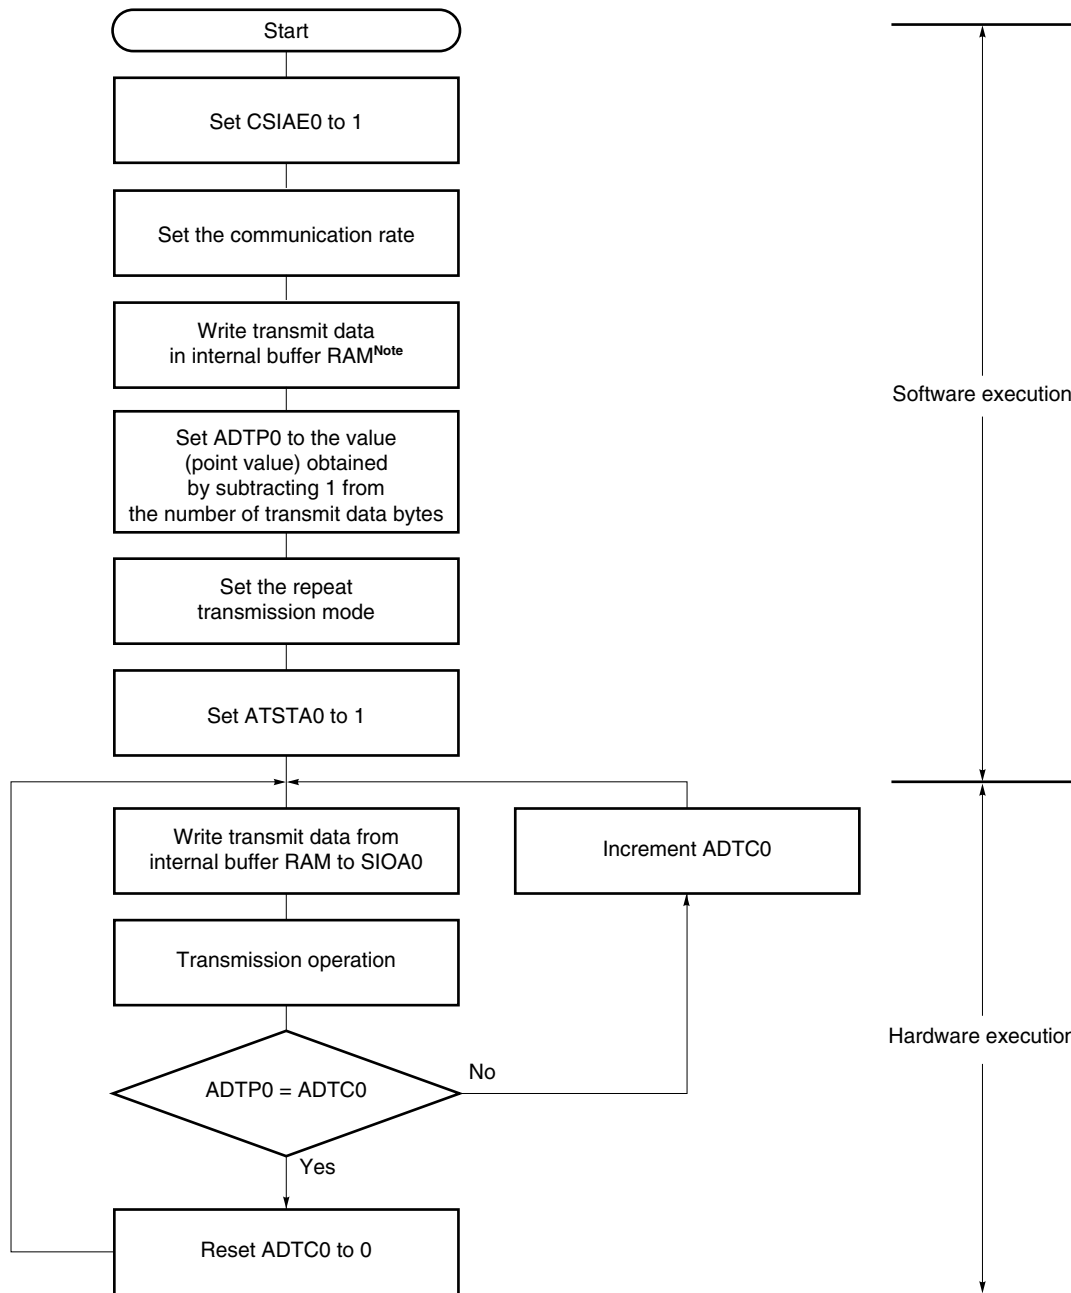 Start
Set CSIAE0 to 1
Set the communication rate
Write transmit data
in internal buffer RAMNote
Set ADTP0 to the value
(point value) obtained
by subtracting 1 from
the number of transmit data bytes
Set the repeat
transmission mode
Set ATSTA0 to 1
Software execution
Write transmit data from
internal buffer RAM to SIOA0
Increment ADTC0
Transmission operation
Hardware execution
ADTP0 = ADTC0
No
Yes
Reset ADTC0 to 0